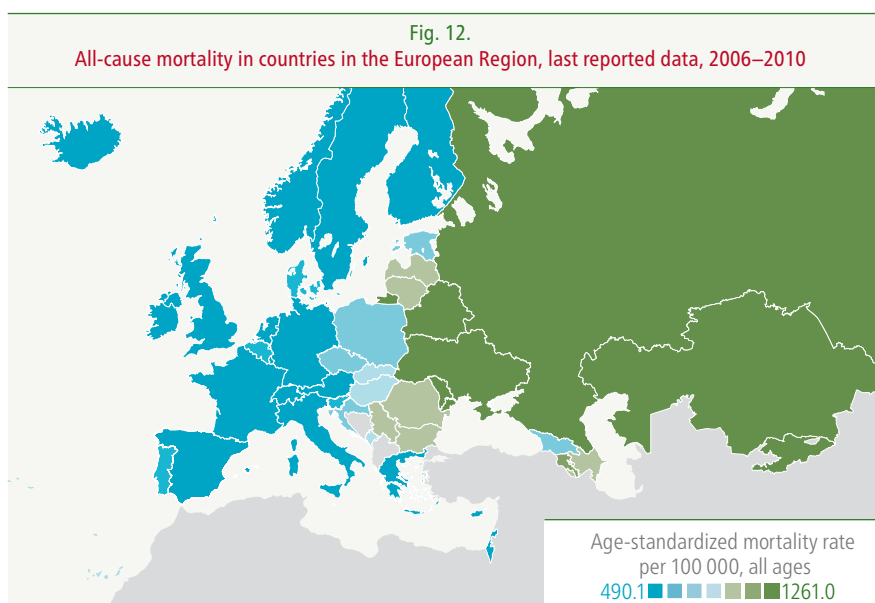 Fig. 12.
All-cause mortality in countries in the European Region, last reported data, 2006–2010
Age-standardized mortality rate
per 100 000, all ages
490.1 1261.0